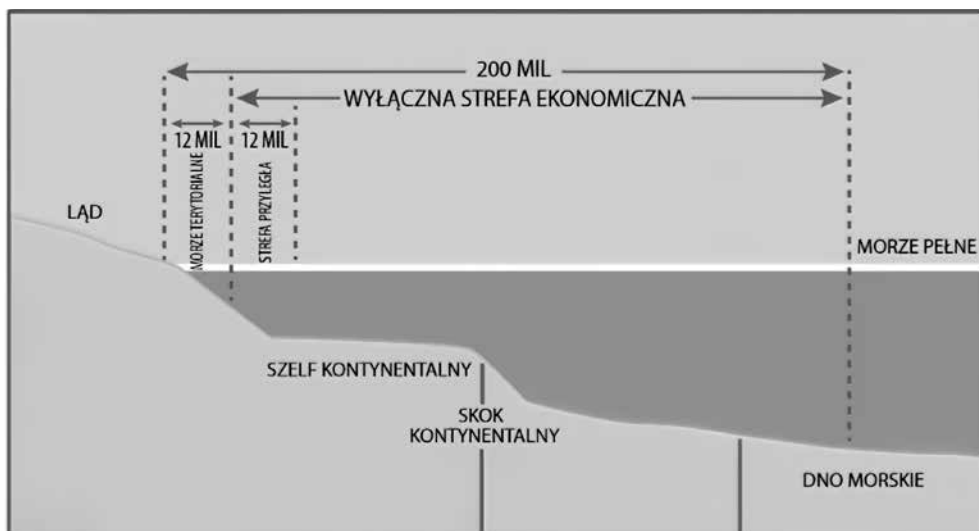 200 MIL
WYŁĄCZNA STREFA EKONOMICZNA
12 MIL
12 MIL
MORZE TERYTORIALNE
STREFA PRZYLEGŁA
LĄD
MORZE PEŁNE
SZELF KONTYNENTALNY
SKOK
KONTYNENTALNY
DNO MORSKIE